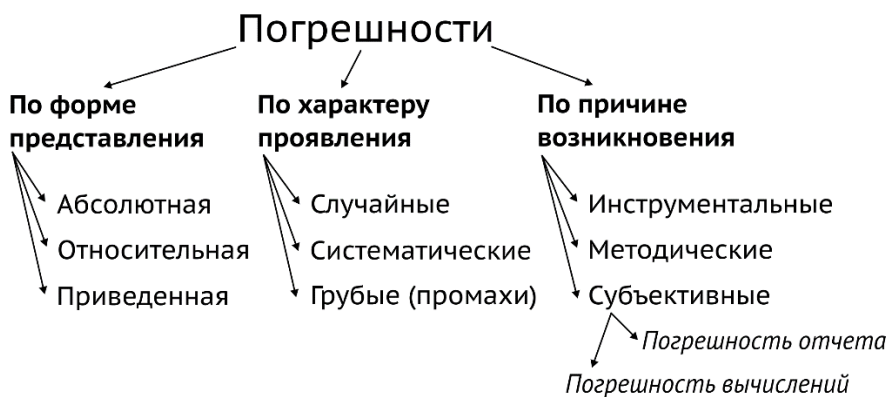 Погрешности
По форме
представления
Абсолютная
Относительная
Приведенная
По характеру
проявления
Случайные
Систематические
Грубые (промахи)
По причине
возникновения
Инструментальные
Методические
Субъективные
Погрешность отчета
Погрешность вычислений